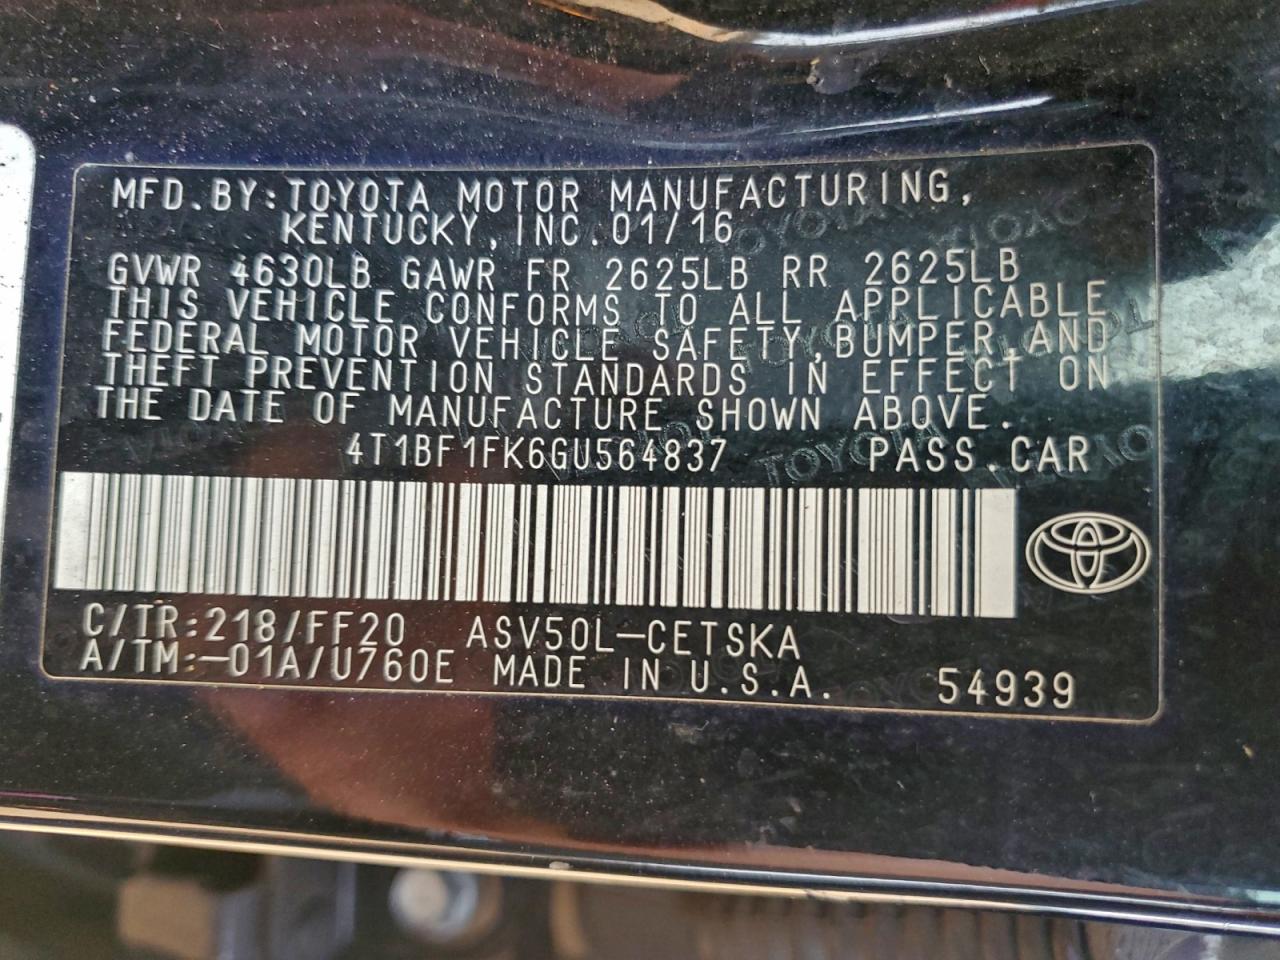 MFD.BY:TOYOTA MOTOR MANUFACTURING,
KENTUCKY,INC.01/16
GVWR 4630LB GAWR FR 2625LB RR 2625LB
THIS VEHICLE CONFORMS TO ALL APPLICABLE
FEDERAL MOTOR VEHICLE SAFETY,BUMPER,AND
THEFT PREVENTION STANDARDS IN EFFECT ON
THE DATE OF MANUFACTURE SHOWN ABOVE.
4T1BF1FK6GU564837 PASS.CAR
C/TR:218/FF20 ASV50L-CETSKA
A/TM:-01A/U760E MADE IN U.S.A. 54939